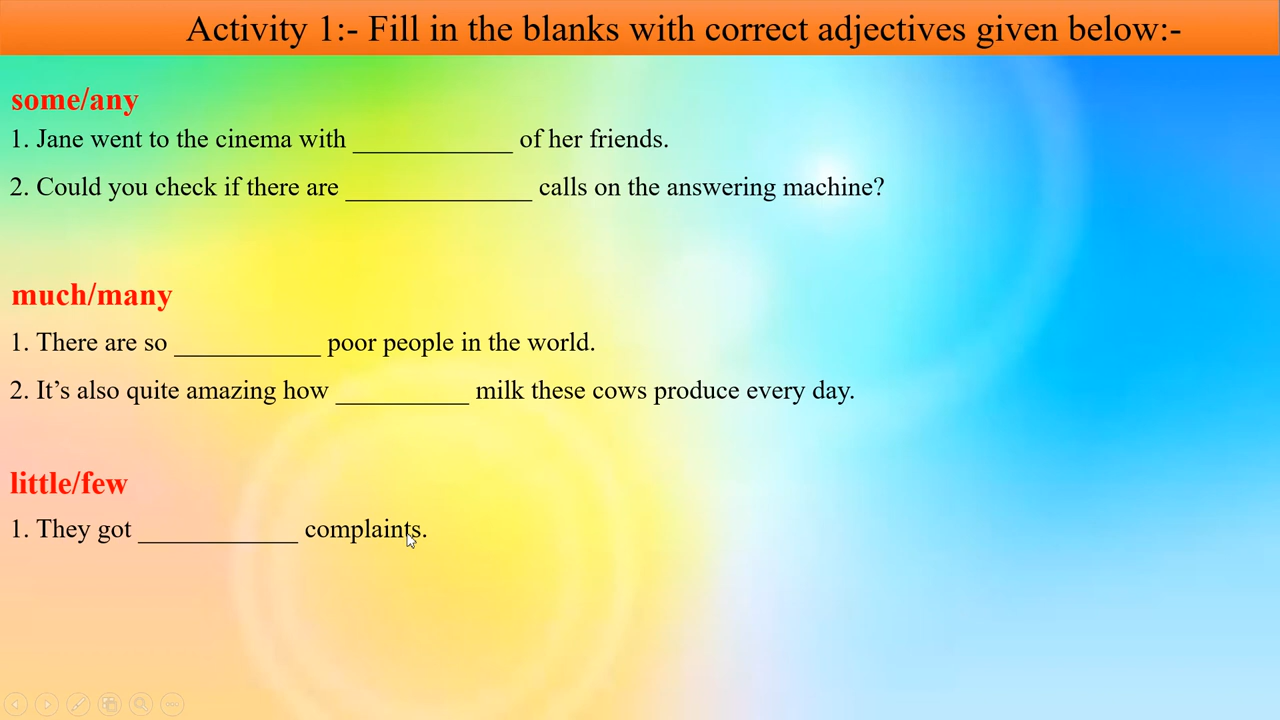 Activity 1:- Fill in the blanks with correct adjectives given below:-
some/any
1. Jane went to the cinema with ____________ of her friends.
2. Could you check if there are ______________ calls on the answering machine?
much/many
1. There are so ___________ poor people in the world.
2. It’s also quite amazing how __________ milk these cows produce every day.
little/few
1. They got ____________ complaints.